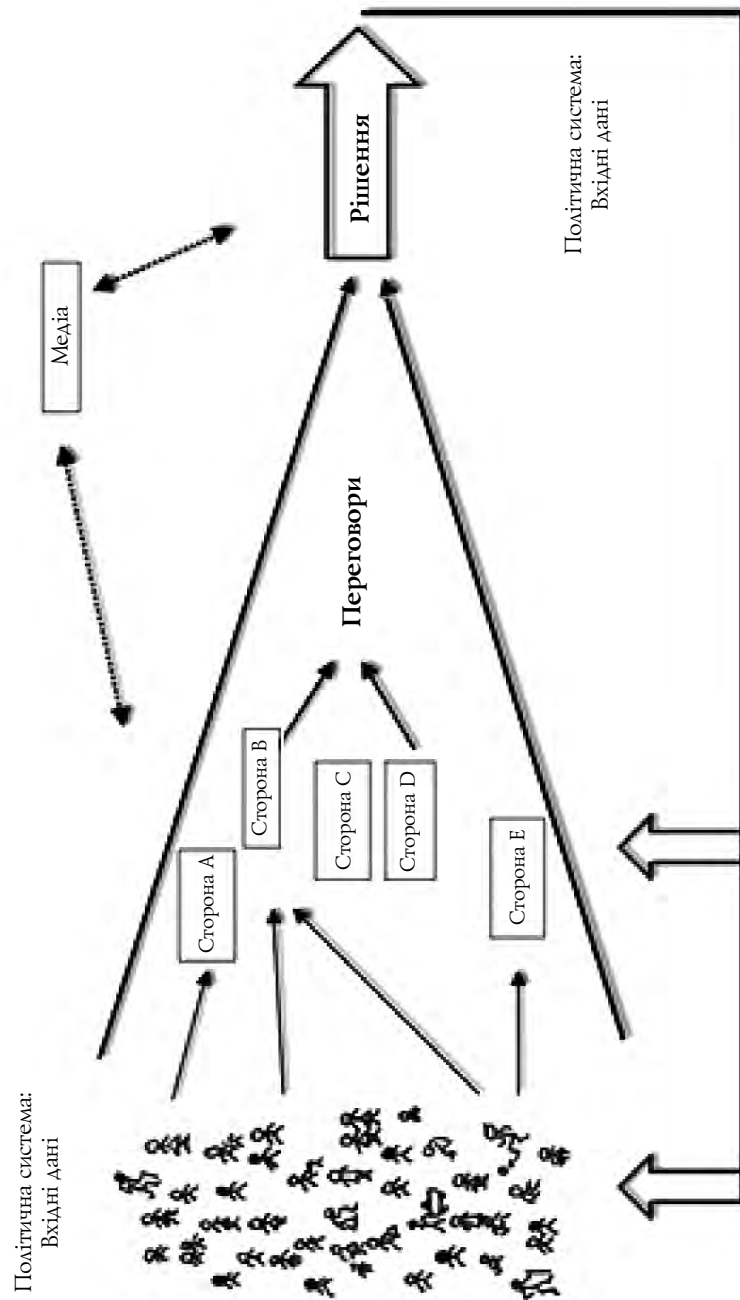 Політична система:
Вхідні дані
Сторона A
Сторона B
Сторона C
Сторона D
Сторона E
Переговори
Медіа
Рішення
Політична система:
Вхідні дані